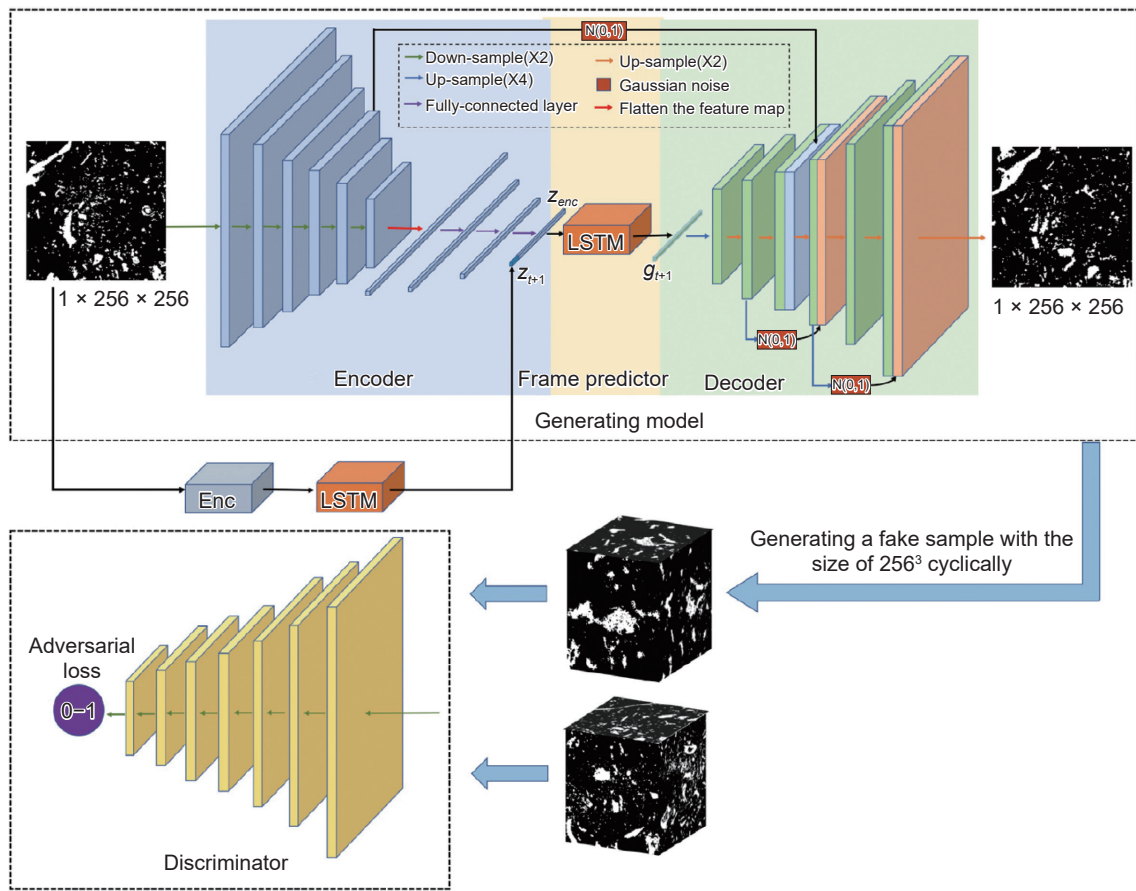 N(0,1)
Down-sample(X2)
Up-sample(X2)
Up-sample(X4)
Gaussian noise
Fully-connected layer
Flatten the feature map
z_enc
LSTM
z_{t+1}
g_{t+1}
1 × 256 × 256
1 × 256 × 256
N(0,1)
N(0,1)
Encoder
Frame predictor
Decoder
Generating model
Enc
LSTM
Generating a fake sample with the
size of 256³ cyclically
Adversarial
loss
0–1
Discriminator